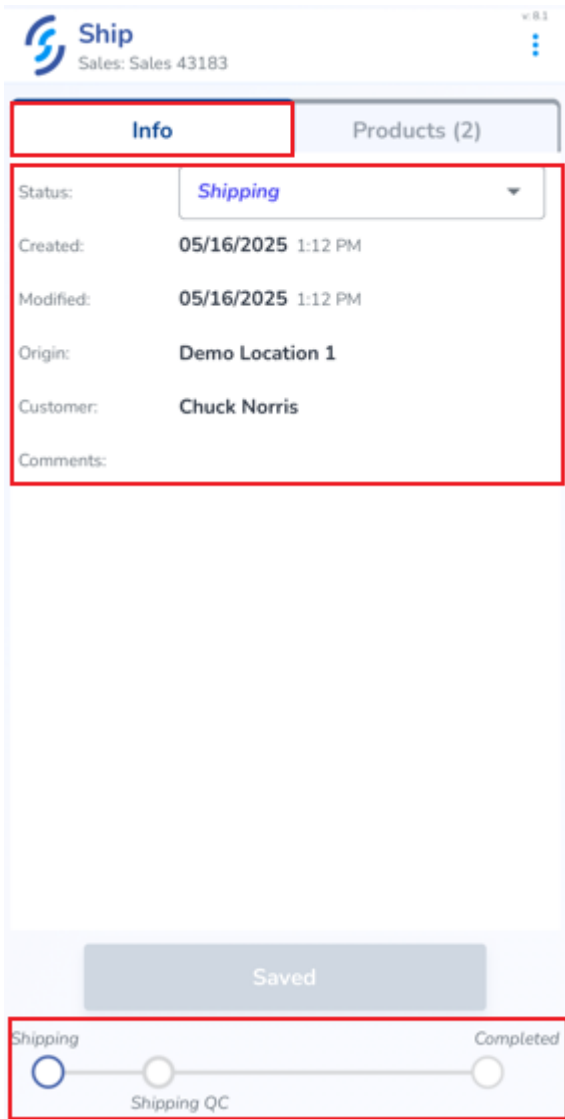 v: 8.1
Ship
Sales: Sales 43183
Info
Products (2)
Status: Shipping
Created: 05/16/2025 1:12 PM
Modified: 05/16/2025 1:12 PM
Origin: Demo Location 1
Customer: Chuck Norris
Comments:
Saved
Shipping
Completed
Shipping QC